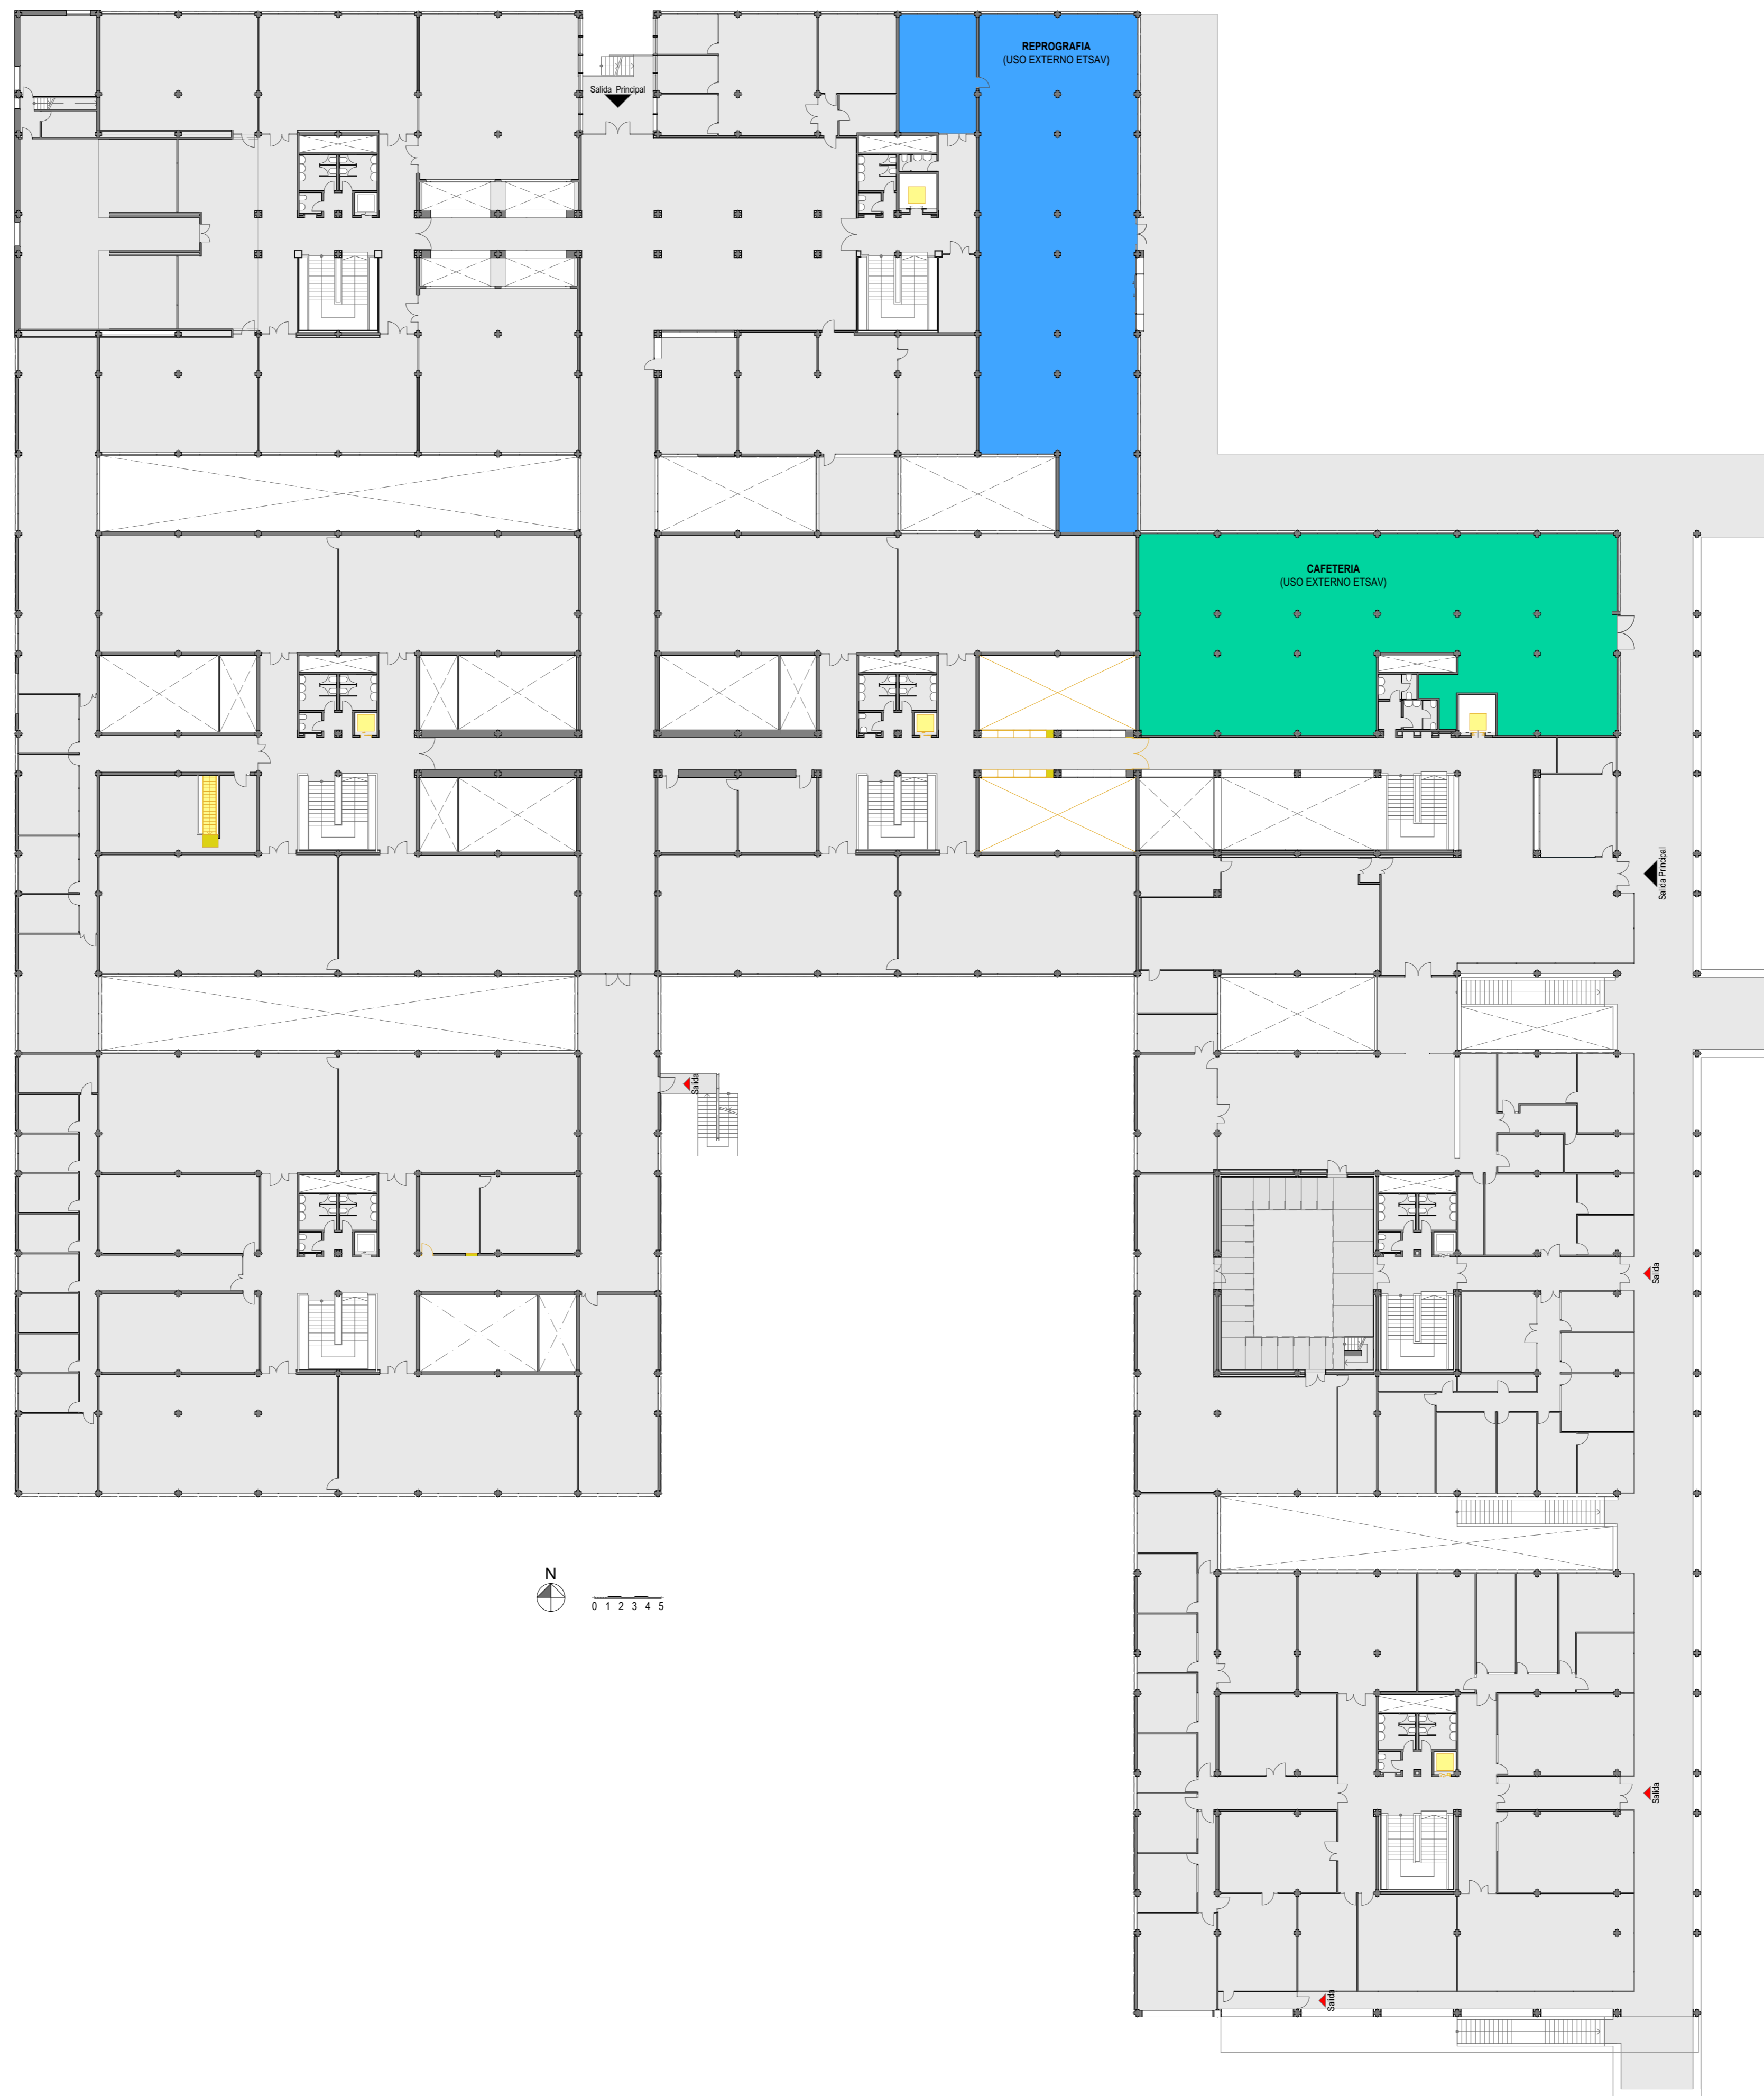 REPROGRAFIA
(USO EXTERNO ETSAV)
Salida Principal
CAFETERIA
(USO EXTERNO ETSAV)
Salida Principal
Salida
Salida
N
0 1 2 3 4 5
Salida
Salida